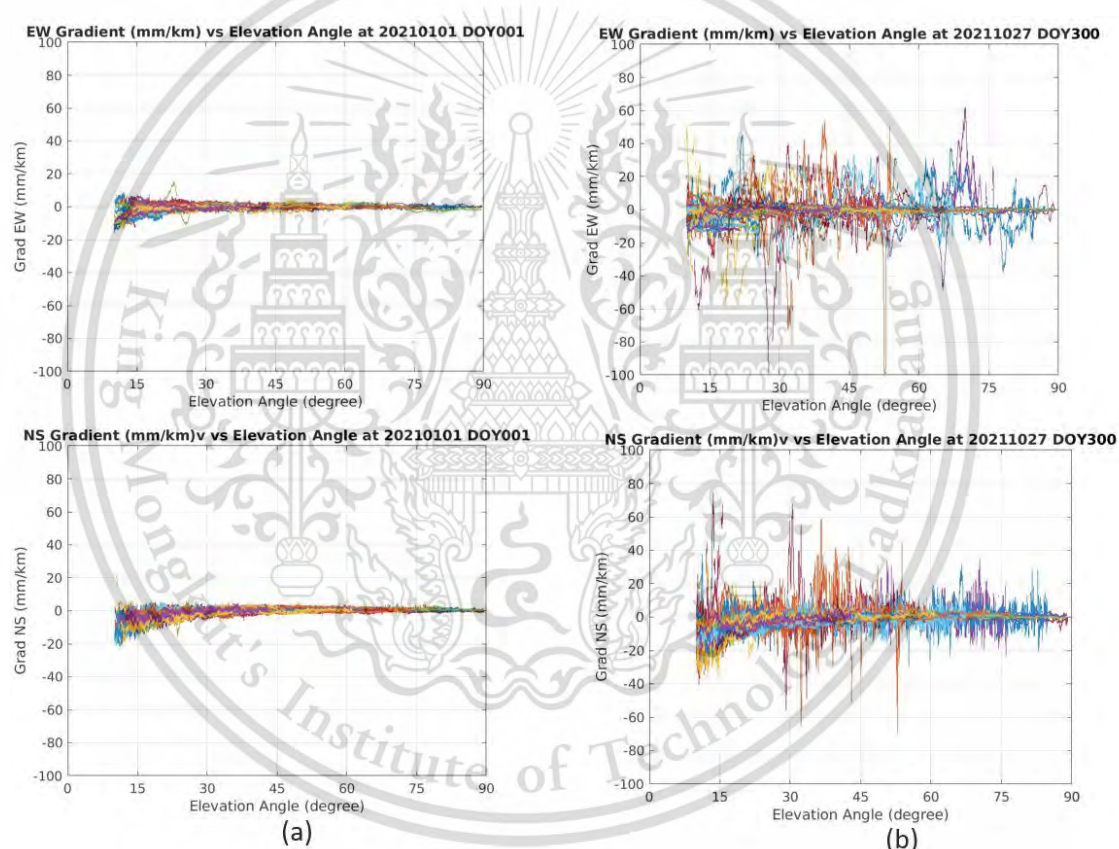 EW Gradient (mm/km) vs Elevation Angle at 20210101 DOY001
100
80
60
40
20
0
-20
-40
-60
-80
-100
Grad EW (mm/km)
0 15 30 45 60 75 90
Elevation Angle (degree)
EW Gradient (mm/km) vs Elevation Angle at 20211027 DOY300
100
80
60
40
20
0
-20
-40
-60
-80
-100
Grad EW (mm/km)
0 15 30 45 60 75 90
Elevation Angle (degree)
NS Gradient (mm/km)v vs Elevation Angle at 20210101 DOY001
100
80
60
40
20
0
-20
-40
-60
-80
-100
Grad NS (mm/km)
0 15 30 45 60 75 90
Elevation Angle (degree)
(a)
NS Gradient (mm/km)v vs Elevation Angle at 20211027 DOY300
100
80
60
40
20
0
-20
-40
-60
-80
-100
Grad NS (mm/km)
0 15 30 45 60 75 90
Elevation Angle (degree)
(b)
King Mongkut's Institute of Technology Ladkrabang